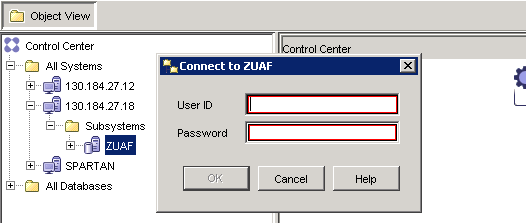 Object View
Control Center
All Systems
130.184.27.12
130.184.27.18
Subsystems
ZUAF
SPARTAN
All Databases
Control Center
Connect to ZUAF
User ID
Password
OK
Cancel
Help